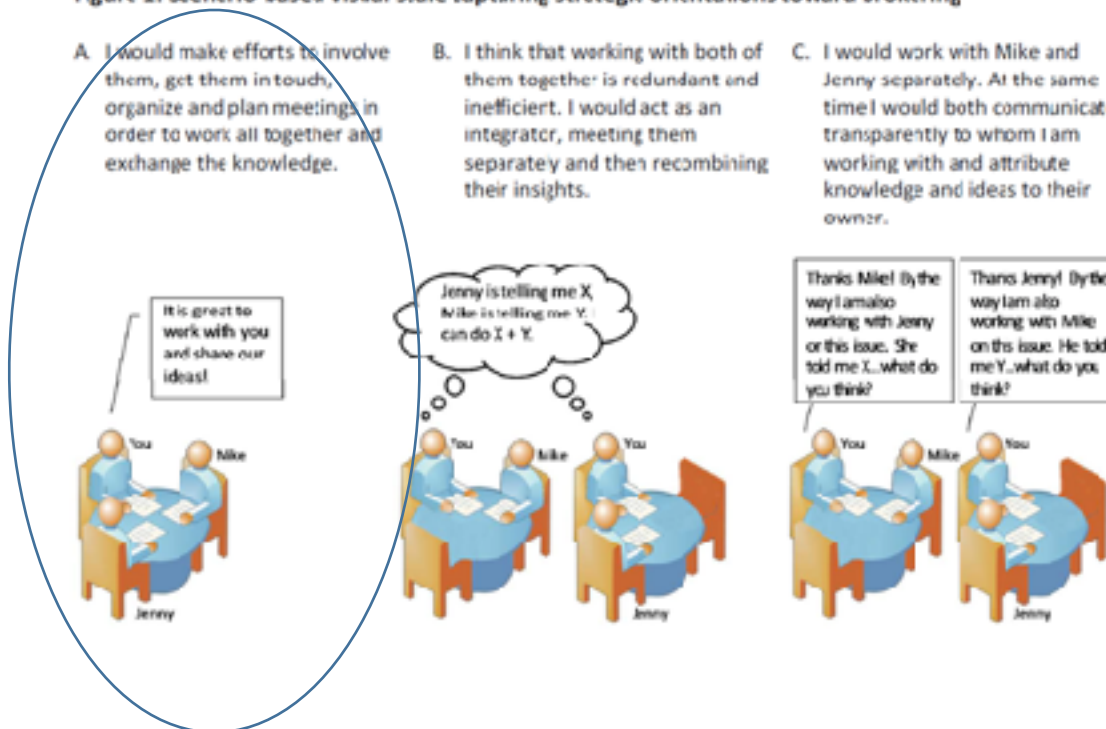 A. I would make efforts to involve
them, get them in touch,
organize and plan meetings in
order to work all together and
exchange the knowledge.
B. I think that working with both of
them together is redundant and
inefficient. I would act as an
integrator, meeting them
separately and then recombining
their insights.
C. I would work with Mike and
Jenny separately. At the same
time I would both communicat
transparently to whom I am
working with and attribute
knowledge and ideas to their
owner.
It is great to
work with you
and share our
ideas!
You
Mike
Jenny
Jenny is telling me X,
Mike is telling me Y. I
can do X + Y.
You
Mike
You
Jenny
Thanks Mike! By the
way I am also
working with Jenny
on this issue. She
told me X...what do
you think?
You
Mike
Thanks Jenny! By the
way I am also
working with Mike
on this issue. He told
me Y...what do you
think?
You
Jenny